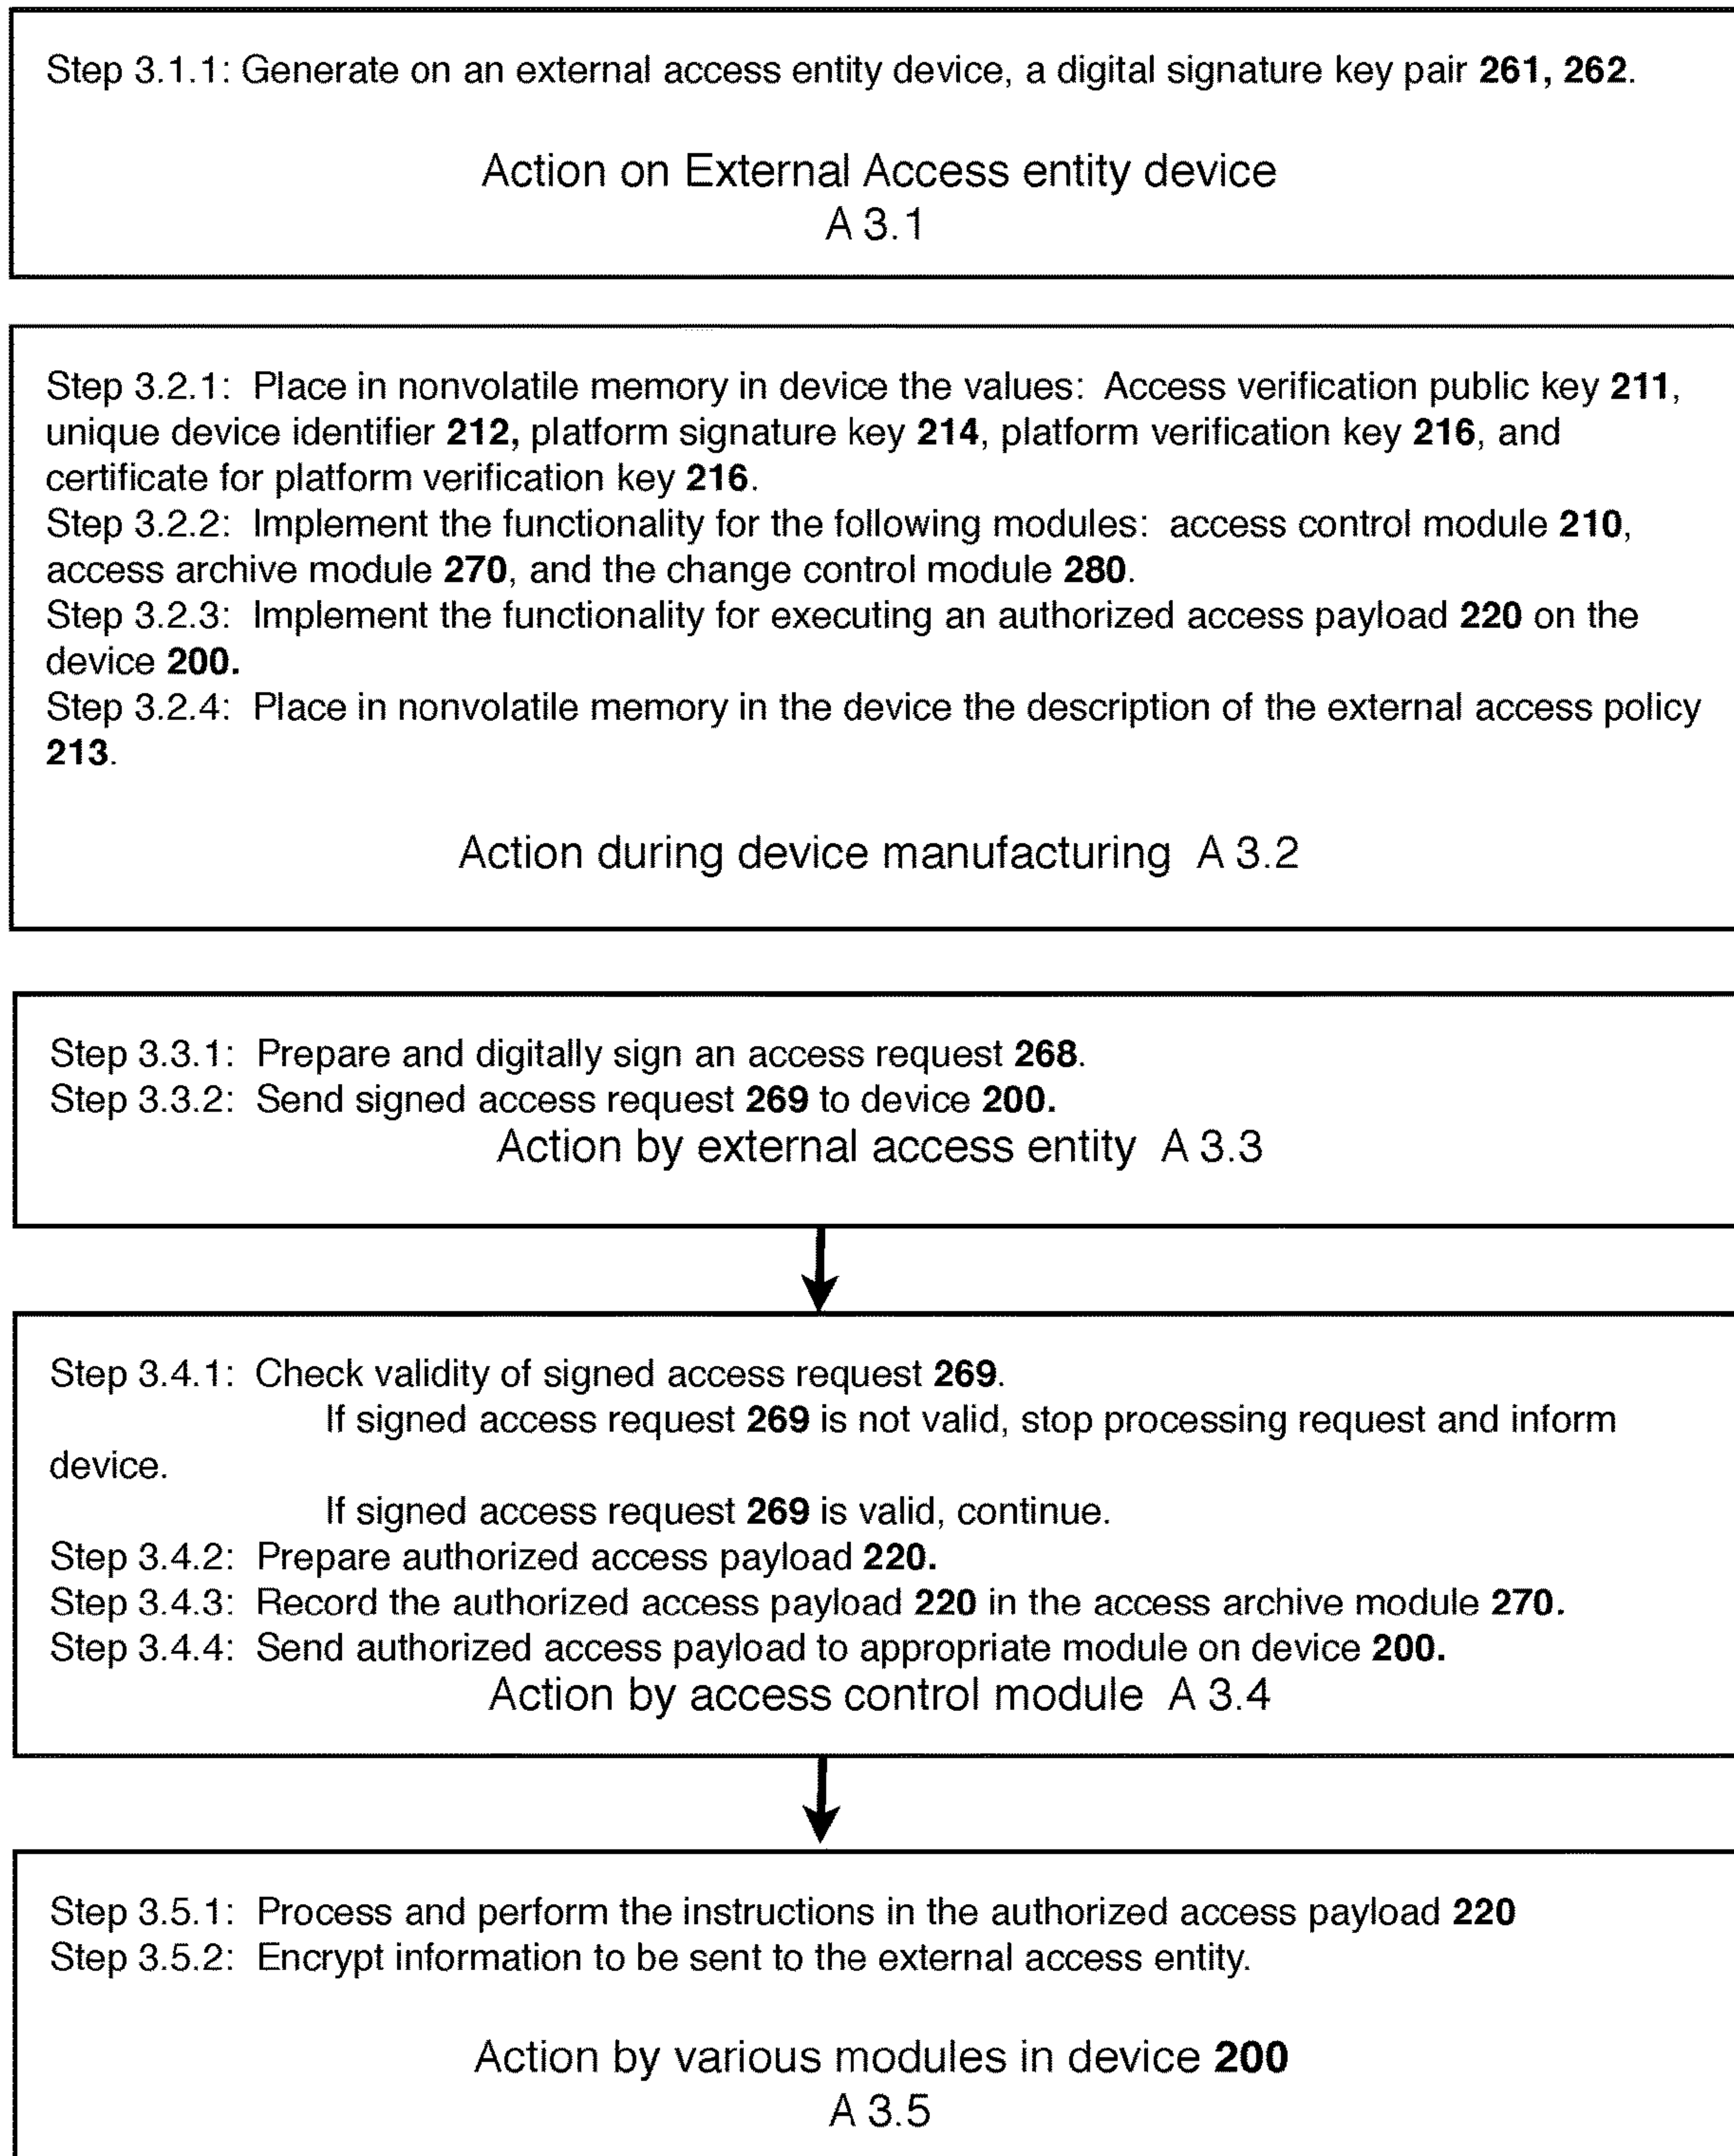 Step 3.1.1: Generate on an external access entity device, a digital signature key pair 261, 262.
Action on External Access entity device
A 3.1
Step 3.2.1: Place in nonvolatile memory in device the values: Access verification public key 211,
unique device identifier 212, platform signature key 214, platform verification key 216, and
certificate for platform verification key 216.
Step 3.2.2: Implement the functionality for the following modules: access control module 210,
access archive module 270, and the change control module 280.
Step 3.2.3: Implement the functionality for executing an authorized access payload 220 on the
device 200.
Step 3.2.4: Place in nonvolatile memory in the device the description of the external access policy
213.
Action during device manufacturing A 3.2
Step 3.3.1: Prepare and digitally sign an access request 268.
Step 3.3.2: Send signed access request 269 to device 200.
Action by external access entity A 3.3
Step 3.4.1: Check validity of signed access request 269.
If signed access request 269 is not valid, stop processing request and inform
device.
If signed access request 269 is valid, continue.
Step 3.4.2: Prepare authorized access payload 220.
Step 3.4.3: Record the authorized access payload 220 in the access archive module 270.
Step 3.4.4: Send authorized access payload to appropriate module on device 200.
Action by access control module A 3.4
Step 3.5.1: Process and perform the instructions in the authorized access payload 220
Step 3.5.2: Encrypt information to be sent to the external access entity.
Action by various modules in device 200
A 3.5